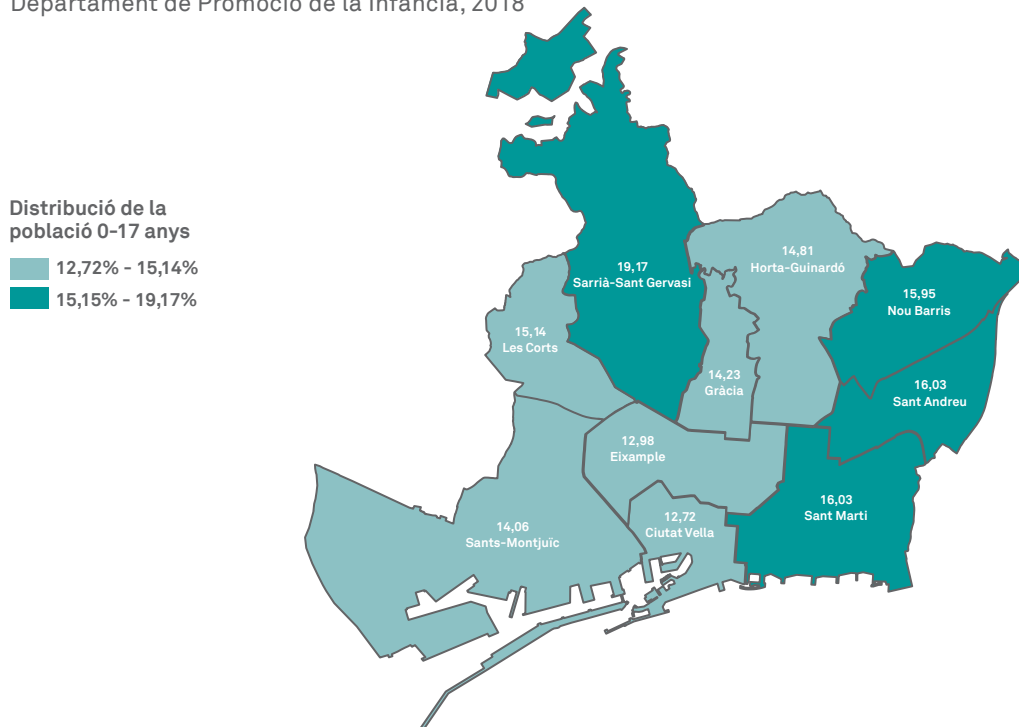 Departament de Promoció de la Infància, 2018
Distribució de la
població 0-17 anys
12,72% - 15,14%
15,15% - 19,17%
19,17
Sarrià-Sant Gervasi
14,81
Horta-Guinardó
15,95
Nou Barris
15,14
Les Corts
14,23
Gràcia
16,03
Sant Andreu
12,98
Eixample
16,03
Sant Marti
12,72
Ciutat Vella
14,06
Sants-Montjuïc